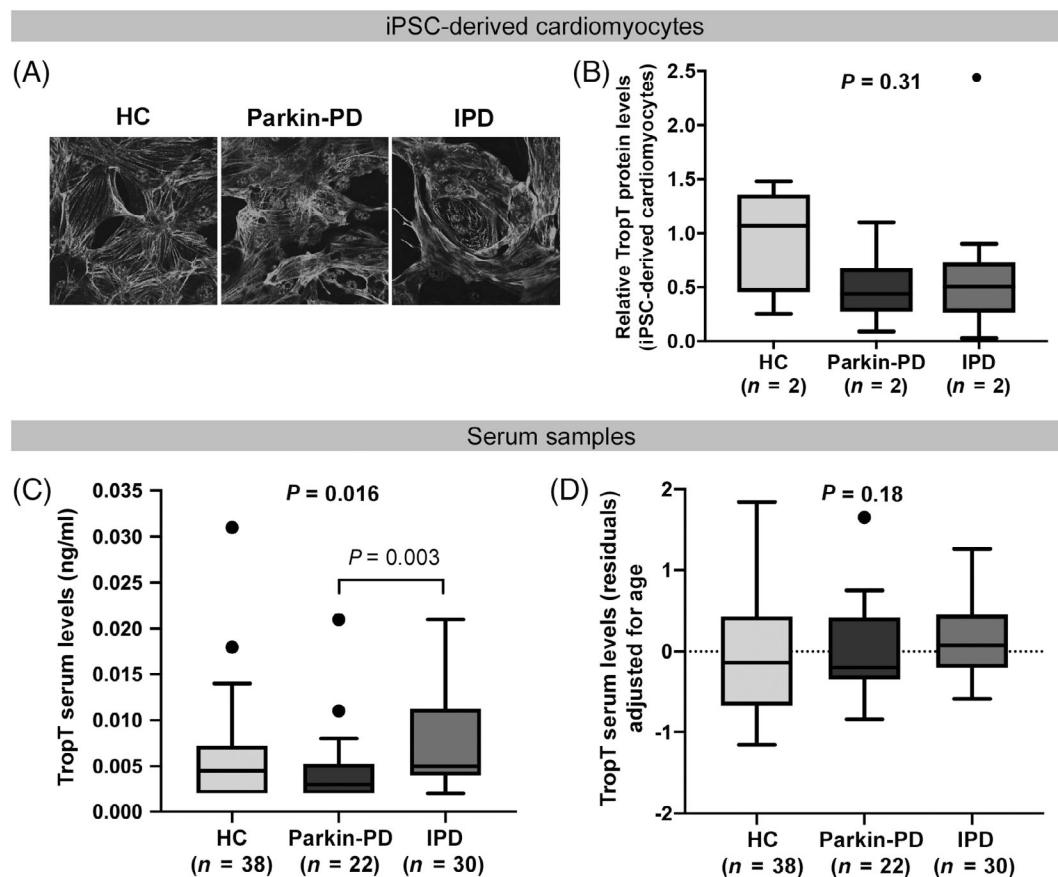 iPSC-derived cardiomyocytes
(A)
HC
Parkin-PD
IPD
(B)
Relative TropT protein levels
(iPSC-derived cardiomyocytes)
2.5
2.0
1.5
1.0
0.5
0.0
P = 0.31
HC
(n = 2)
Parkin-PD
(n = 2)
IPD
(n = 2)
Serum samples
(C)
TropT serum levels (ng/ml)
0.035
0.030
0.025
0.020
0.015
0.010
0.005
0.000
P = 0.016
P = 0.003
HC
(n = 38)
Parkin-PD
(n = 22)
IPD
(n = 30)
(D)
TropT serum levels (residuals)
adjusted for age
2
1
0
-1
-2
P = 0.18
HC
(n = 38)
Parkin-PD
(n = 22)
IPD
(n = 30)